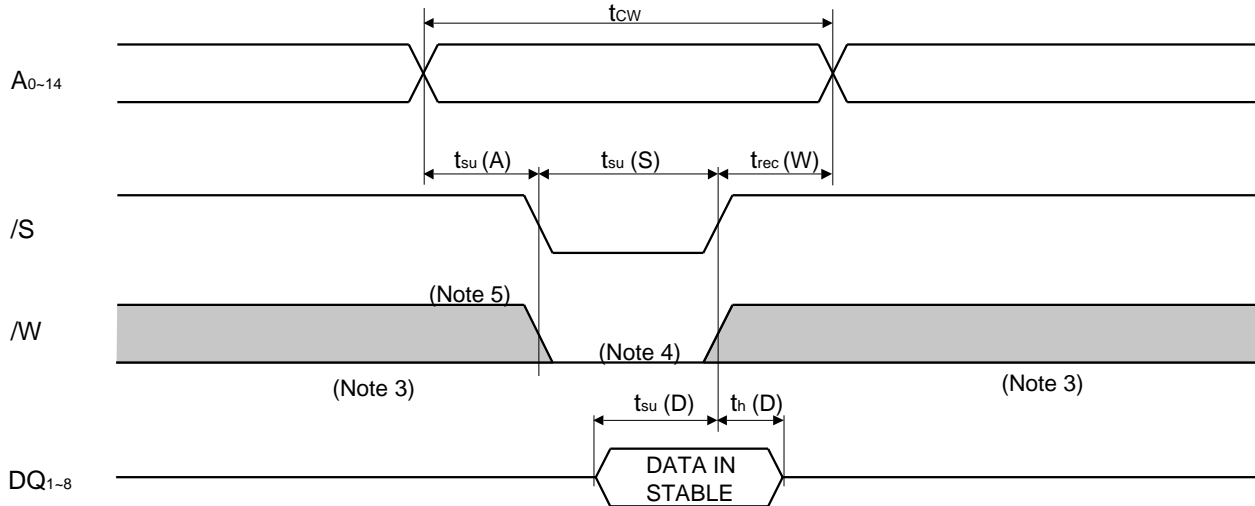 tCW
A0~14
tsu (A) tsu (S) trec (W)
/S
(Note 5)
/W
(Note 4)
(Note 3) (Note 3)
tsu (D) th (D)
DATA IN
DQ1~8
STABLE